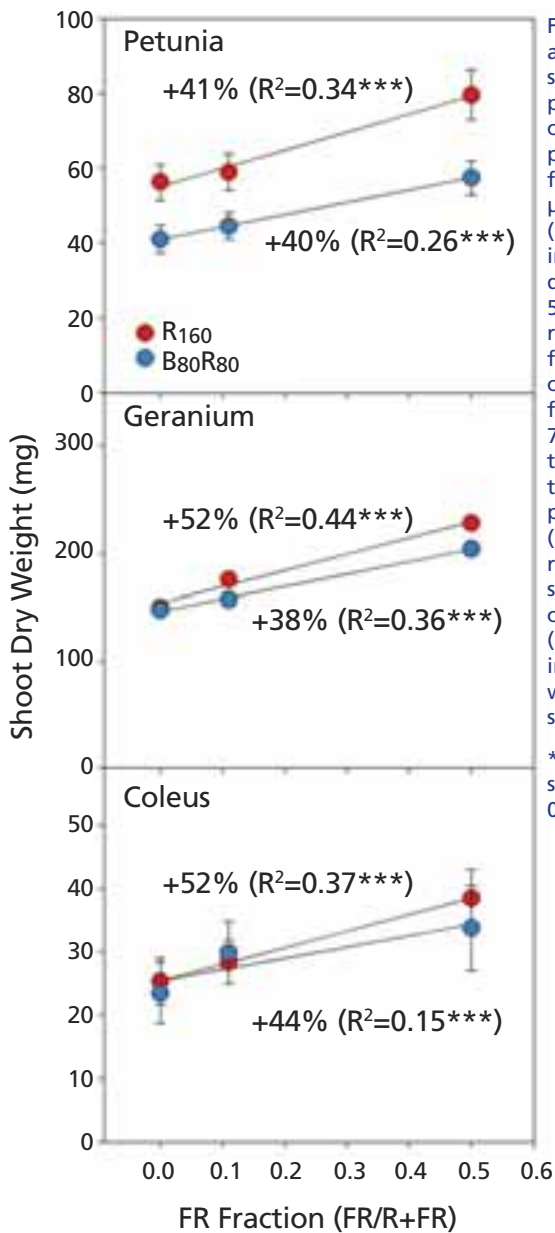 100
80
60
40
20
0
Petunia
+41% (R²=0.34***)
+40% (R²=0.26***)
R160
B80R80
300
200
100
0
Geranium
+52% (R²=0.44***)
+38% (R²=0.36***)
Shoot Dry Weight (mg)
50
40
30
20
10
0
Coleus
+52% (R²=0.37***)
+44% (R²=0.15***)
0.0 0.1 0.2 0.3 0.4 0.5 0.6
FR Fraction (FR/R+FR)